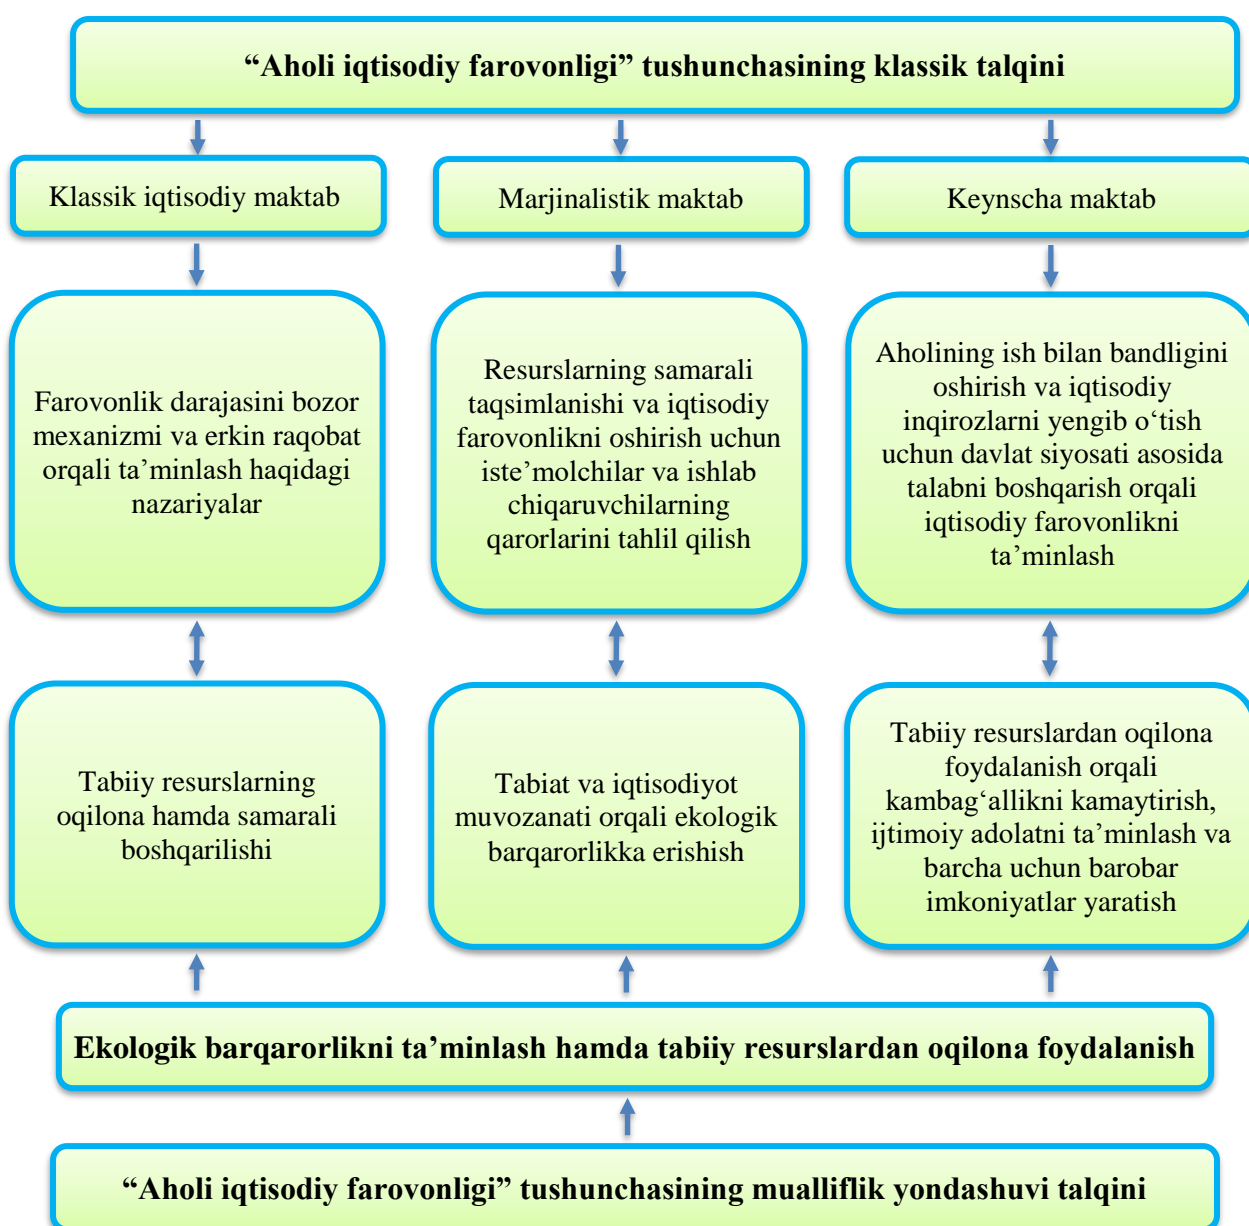 “Aholi iqtisodiy farovonligi” tushunchasining klassik talqini
Klassik iqtisodiy maktab
Marjinalistik maktab
Keynscha maktab
Farovonlik darajasini bozor
mexanizmi va erkin raqobat
orqali ta’minlash haqidagi
nazariyalar
Resurslarning samarali
taqsimlanishi va iqtisodiy
farovonlikni oshirish uchun
iste’molchilar va ishlab
chiqaruvchilarning
qarorlarini tahlil qilish
Aholining ish bilan bandligini
oshirish va iqtisodiy
inqirozlarni yengib o‘tish
uchun davlat siyosati asosida
talabni boshqarish orqali
iqtisodiy farovonlikni
ta’minlash
Tabiiy resurslarning
oqilona hamda samarali
boshqarilishi
Tabiat va iqtisodiyot
muvozanati orqali ekologik
barqarorlikka erishish
Tabiiy resurslardan oqilona
foydalanish orqali
kambag‘allikni kamaytirish,
ijtimoiy adolatni ta’minlash va
barcha uchun barobar
imkoniyatlar yaratish
Ekologik barqarorlikni ta’minlash hamda tabiiy resurslardan oqilona foydalanish
“Aholi iqtisodiy farovonligi” tushunchasining mualliflik yondashuvi talqini